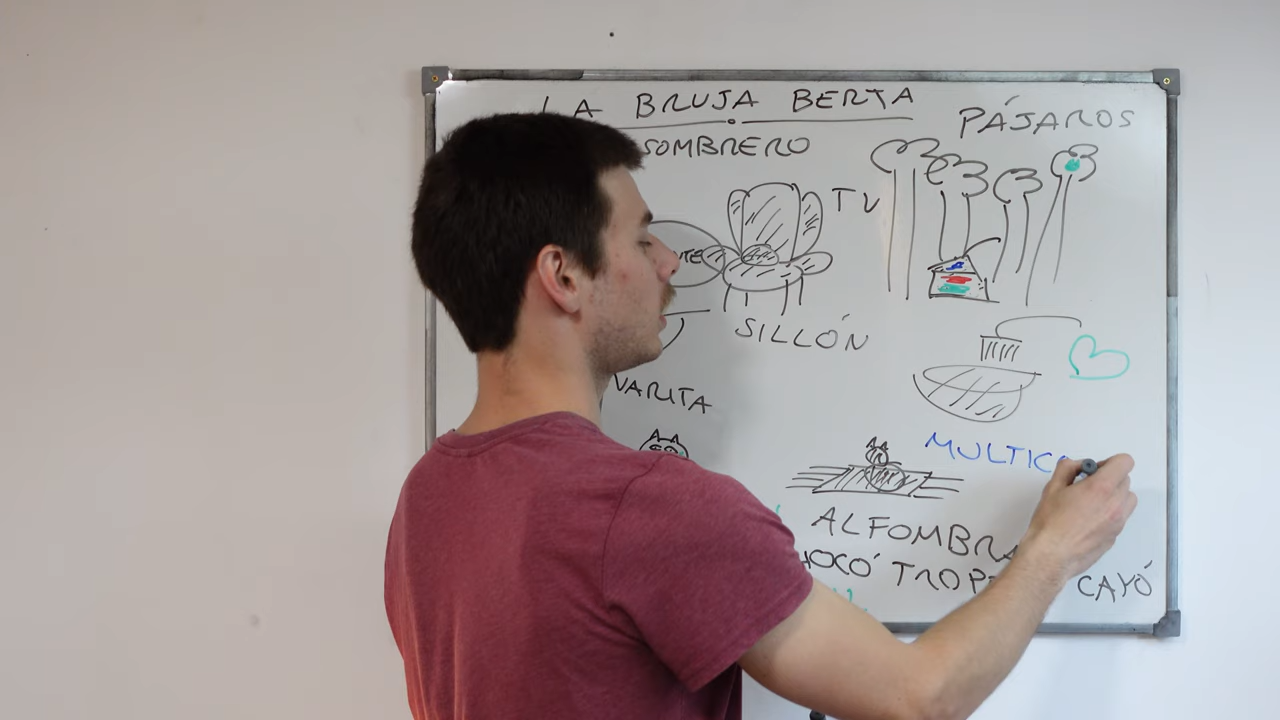 LA BRUJA BERTA
PÁJAROS
SOMBRERO
TV
SILLÓN
VARITA
MULTICO
ALFOMBRA
CHOCÓ TROPE CAYÓ